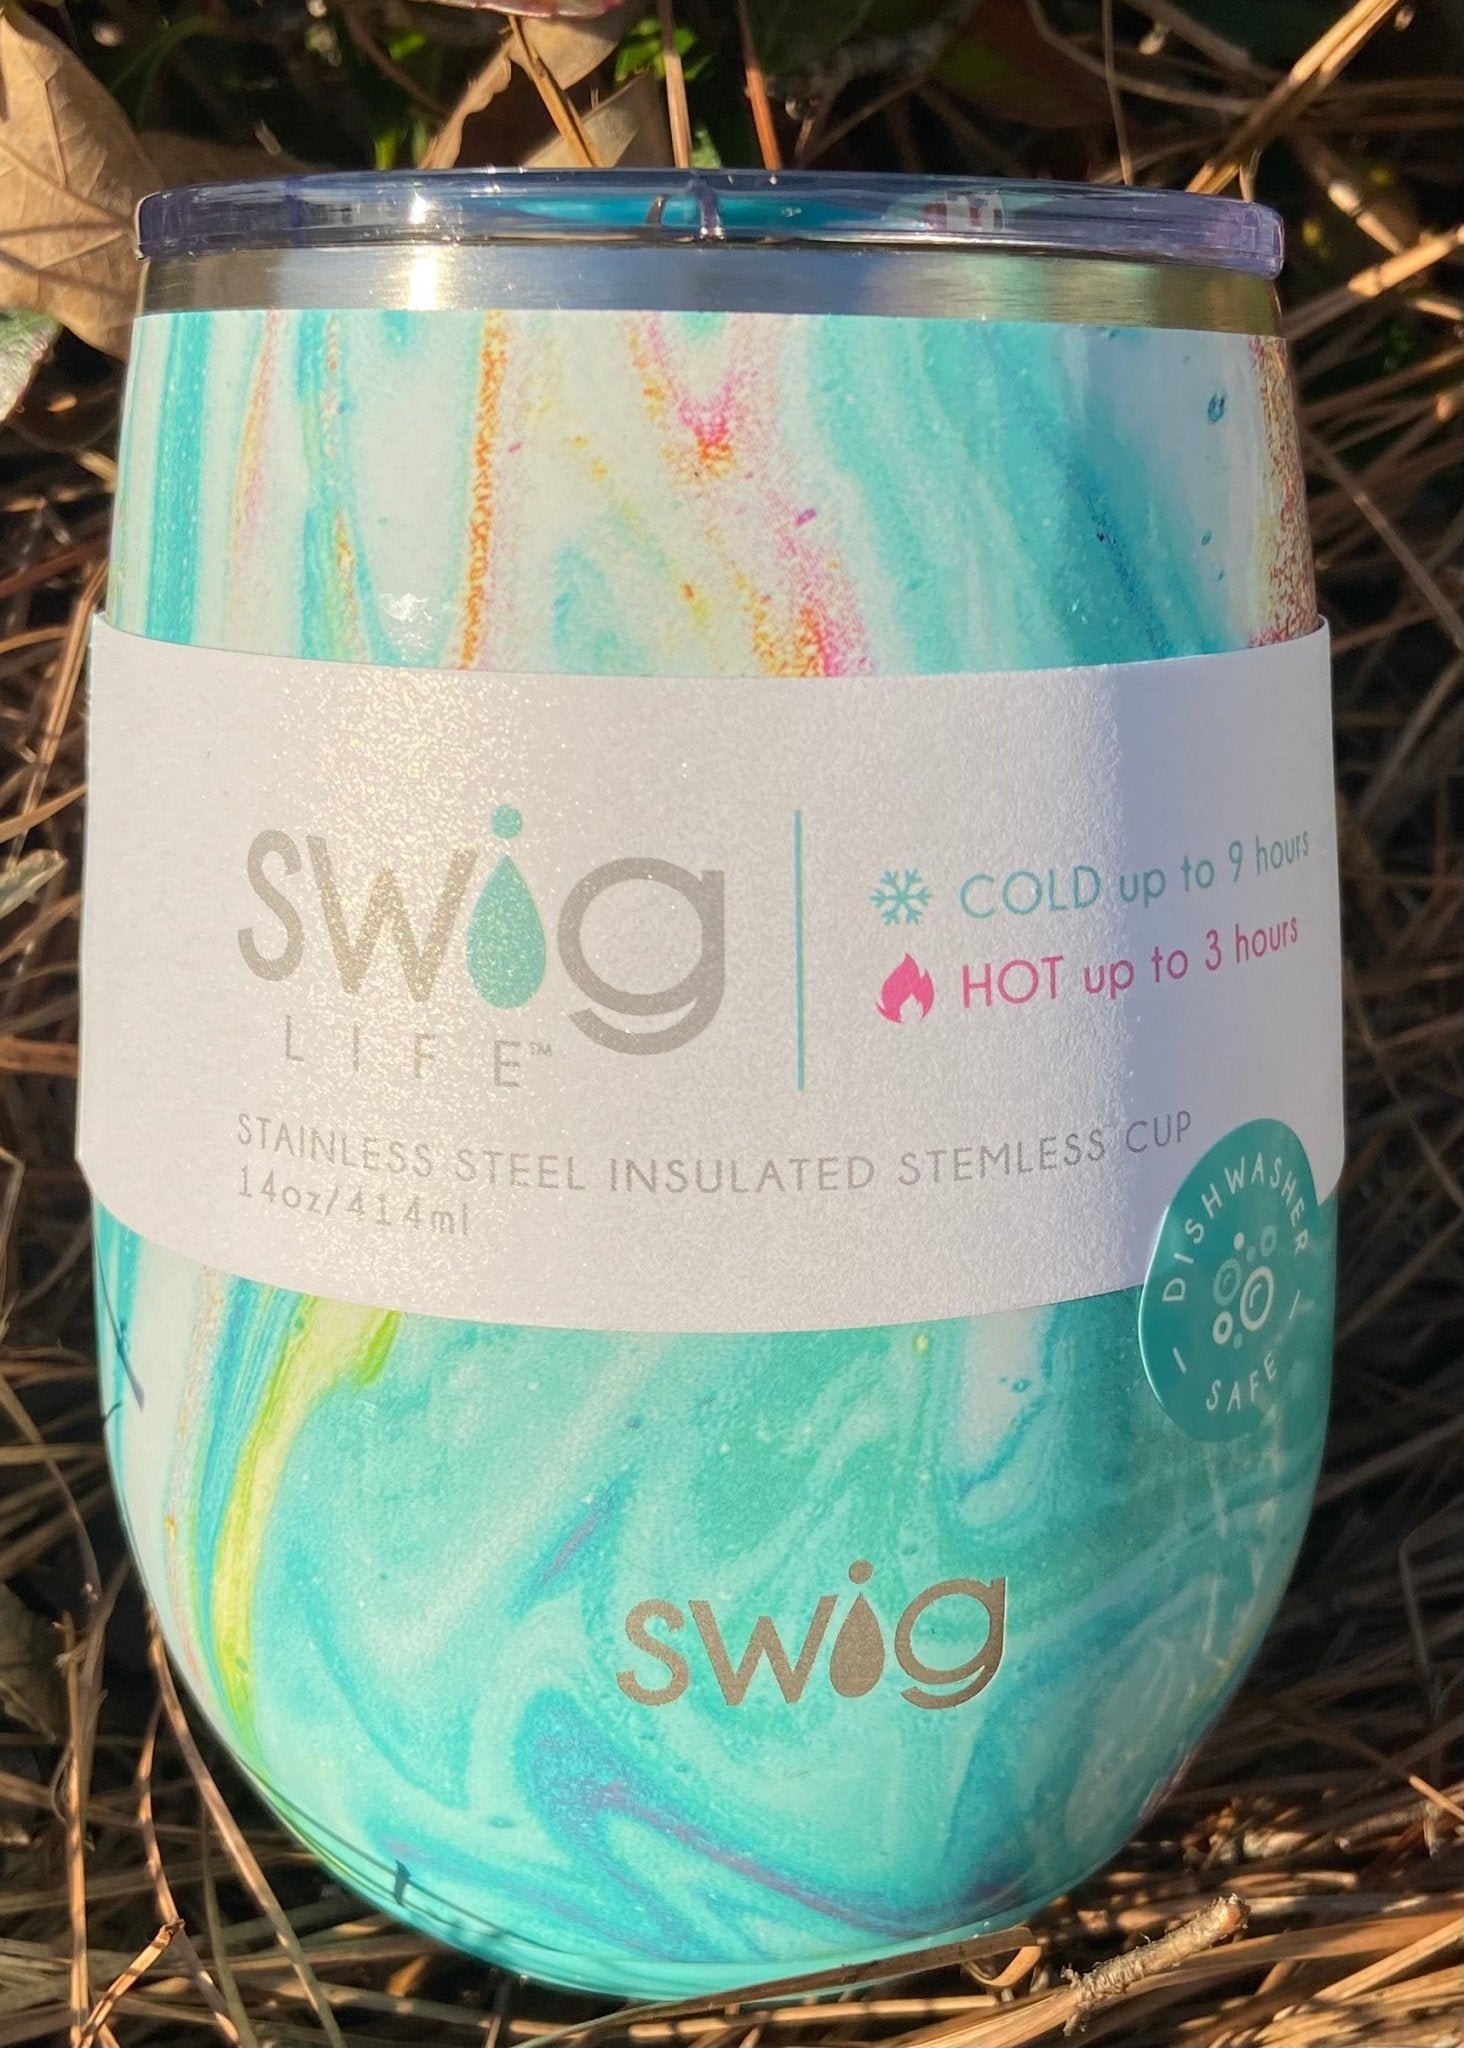 swig
LIFE™
COLD up to 9 hours
HOT up to 3 hours
STAINLESS STEEL INSULATED STEMLESS CUP
14oz/414ml
DISHWASHER
SAFE
swig